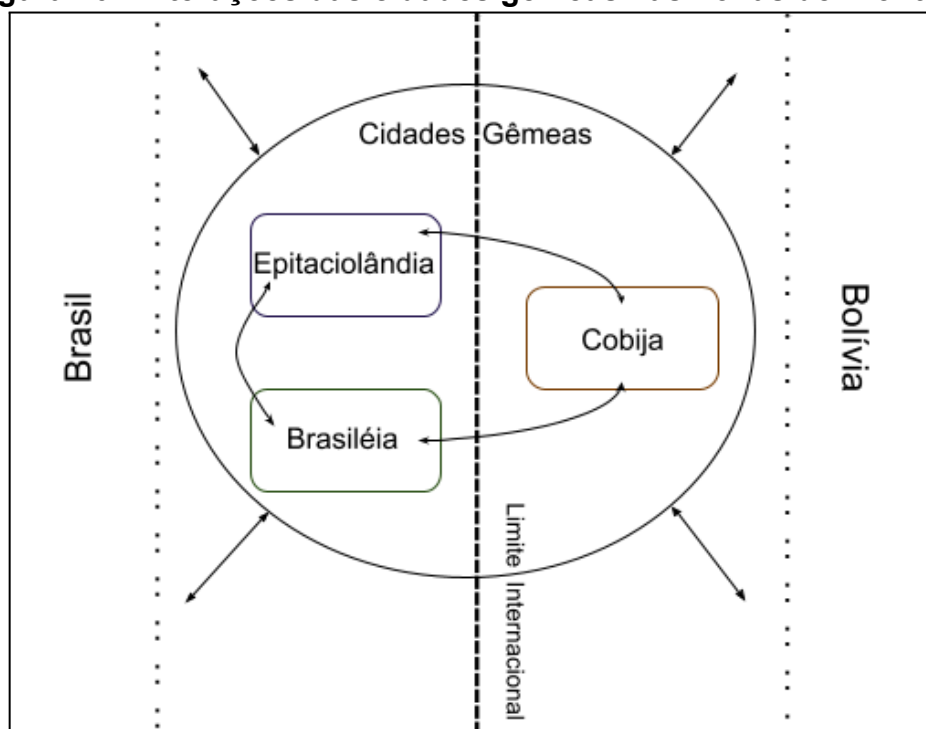 Cidades Gêmeas
Epitaciolândia
Brasil
Cobija
Bolívia
Brasiléia
Limite Internacional